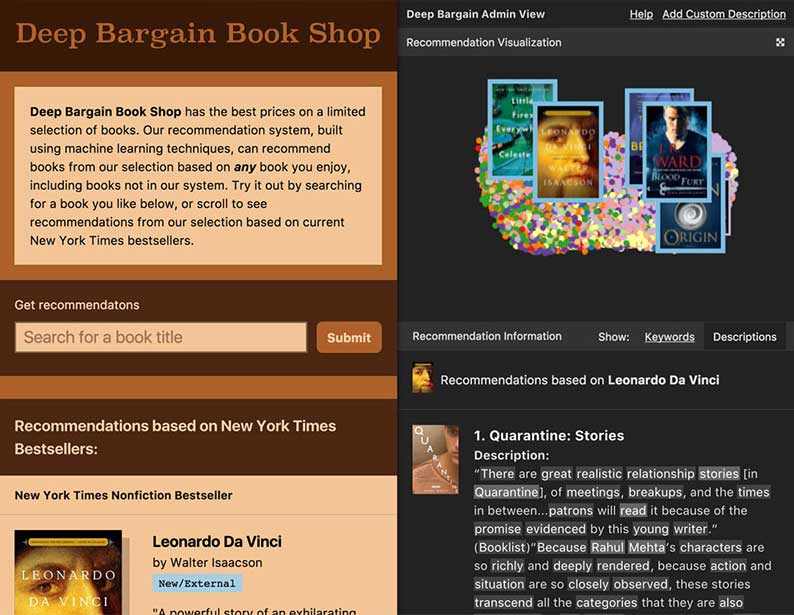 Deep Bargain Book Shop
Deep Bargain Book Shop has the best prices on a limited
selection of books. Our recommendation system, built
using machine learning techniques, can recommend
books from our selection based on any book you enjoy,
including books not in our system. Try it out by searching
for a book you like below, or scroll to see
recommendations from our selection based on current
New York Times bestsellers.
Get recommendatons
Search for a book title
Submit
Recommendations based on New York Times
Bestsellers:
New York Times Nonfiction Bestseller
LEONARDO
DA VINCI
Leonardo Da Vinci
by Walter Isaacson
New/External
"A powerful story of an exhilarating
Deep Bargain Admin View
Help
Add Custom Description
Recommendation Visualization
Little
Fires
Everywh
Celeste
LEONARDO
DA VINCI
WALTER
ISAACSON
BE
J.R.
WARD
BLOOD FURY
ORIGIN
Recommendation Information
Show:
Keywords
Descriptions
Recommendations based on Leonardo Da Vinci
QUARANTIN
1. Quarantine: Stories
Description:
“There are great realistic relationship stories [in
Quarantine], of meetings, breakups, and the times
in between...patrons will read it because of the
promise evidenced by this young writer.“
(Booklist)“Because Rahul Mehta’s characters are
so richly and deeply rendered, because action and
situation are so closely observed, these stories
transcend all the categories that they are also